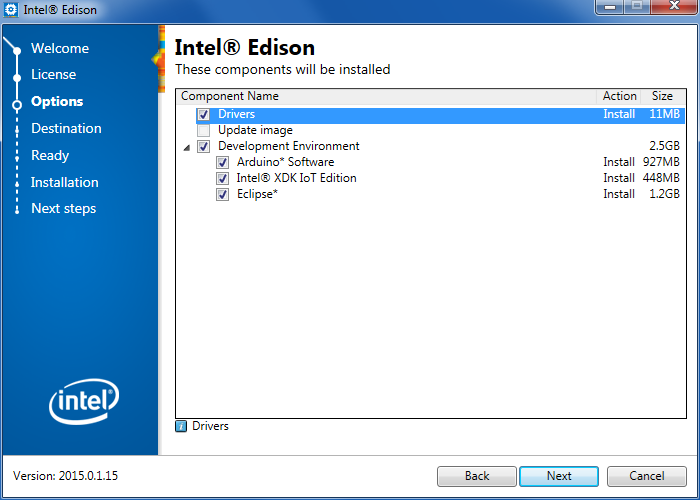 Intel® Edison
Welcome
License
Options
Destination
Ready
Installation
Next steps
intel
Intel® Edison
These components will be installed
Component Name Action Size
Drivers Install 11MB
Update image
Development Environment 2.5GB
Arduino* Software Install 927MB
Intel® XDK IoT Edition Install 448MB
Eclipse* Install 1.2GB
Drivers
Version: 2015.0.1.15
Back Next Cancel